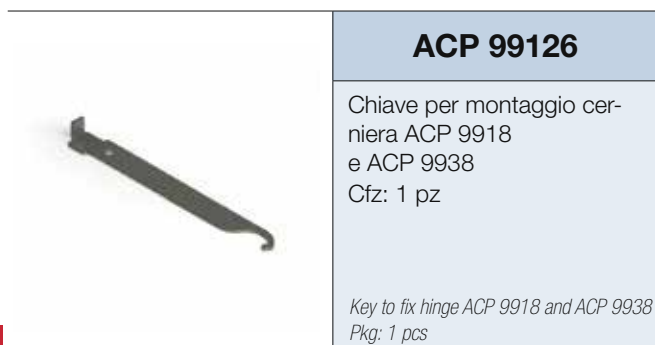 ACP 99126
Chiave per montaggio cer-
niera ACP 9918
e ACP 9938
Cfz: 1 pz
Key to fix hinge ACP 9918 and ACP 9938
Pkg: 1 pcs